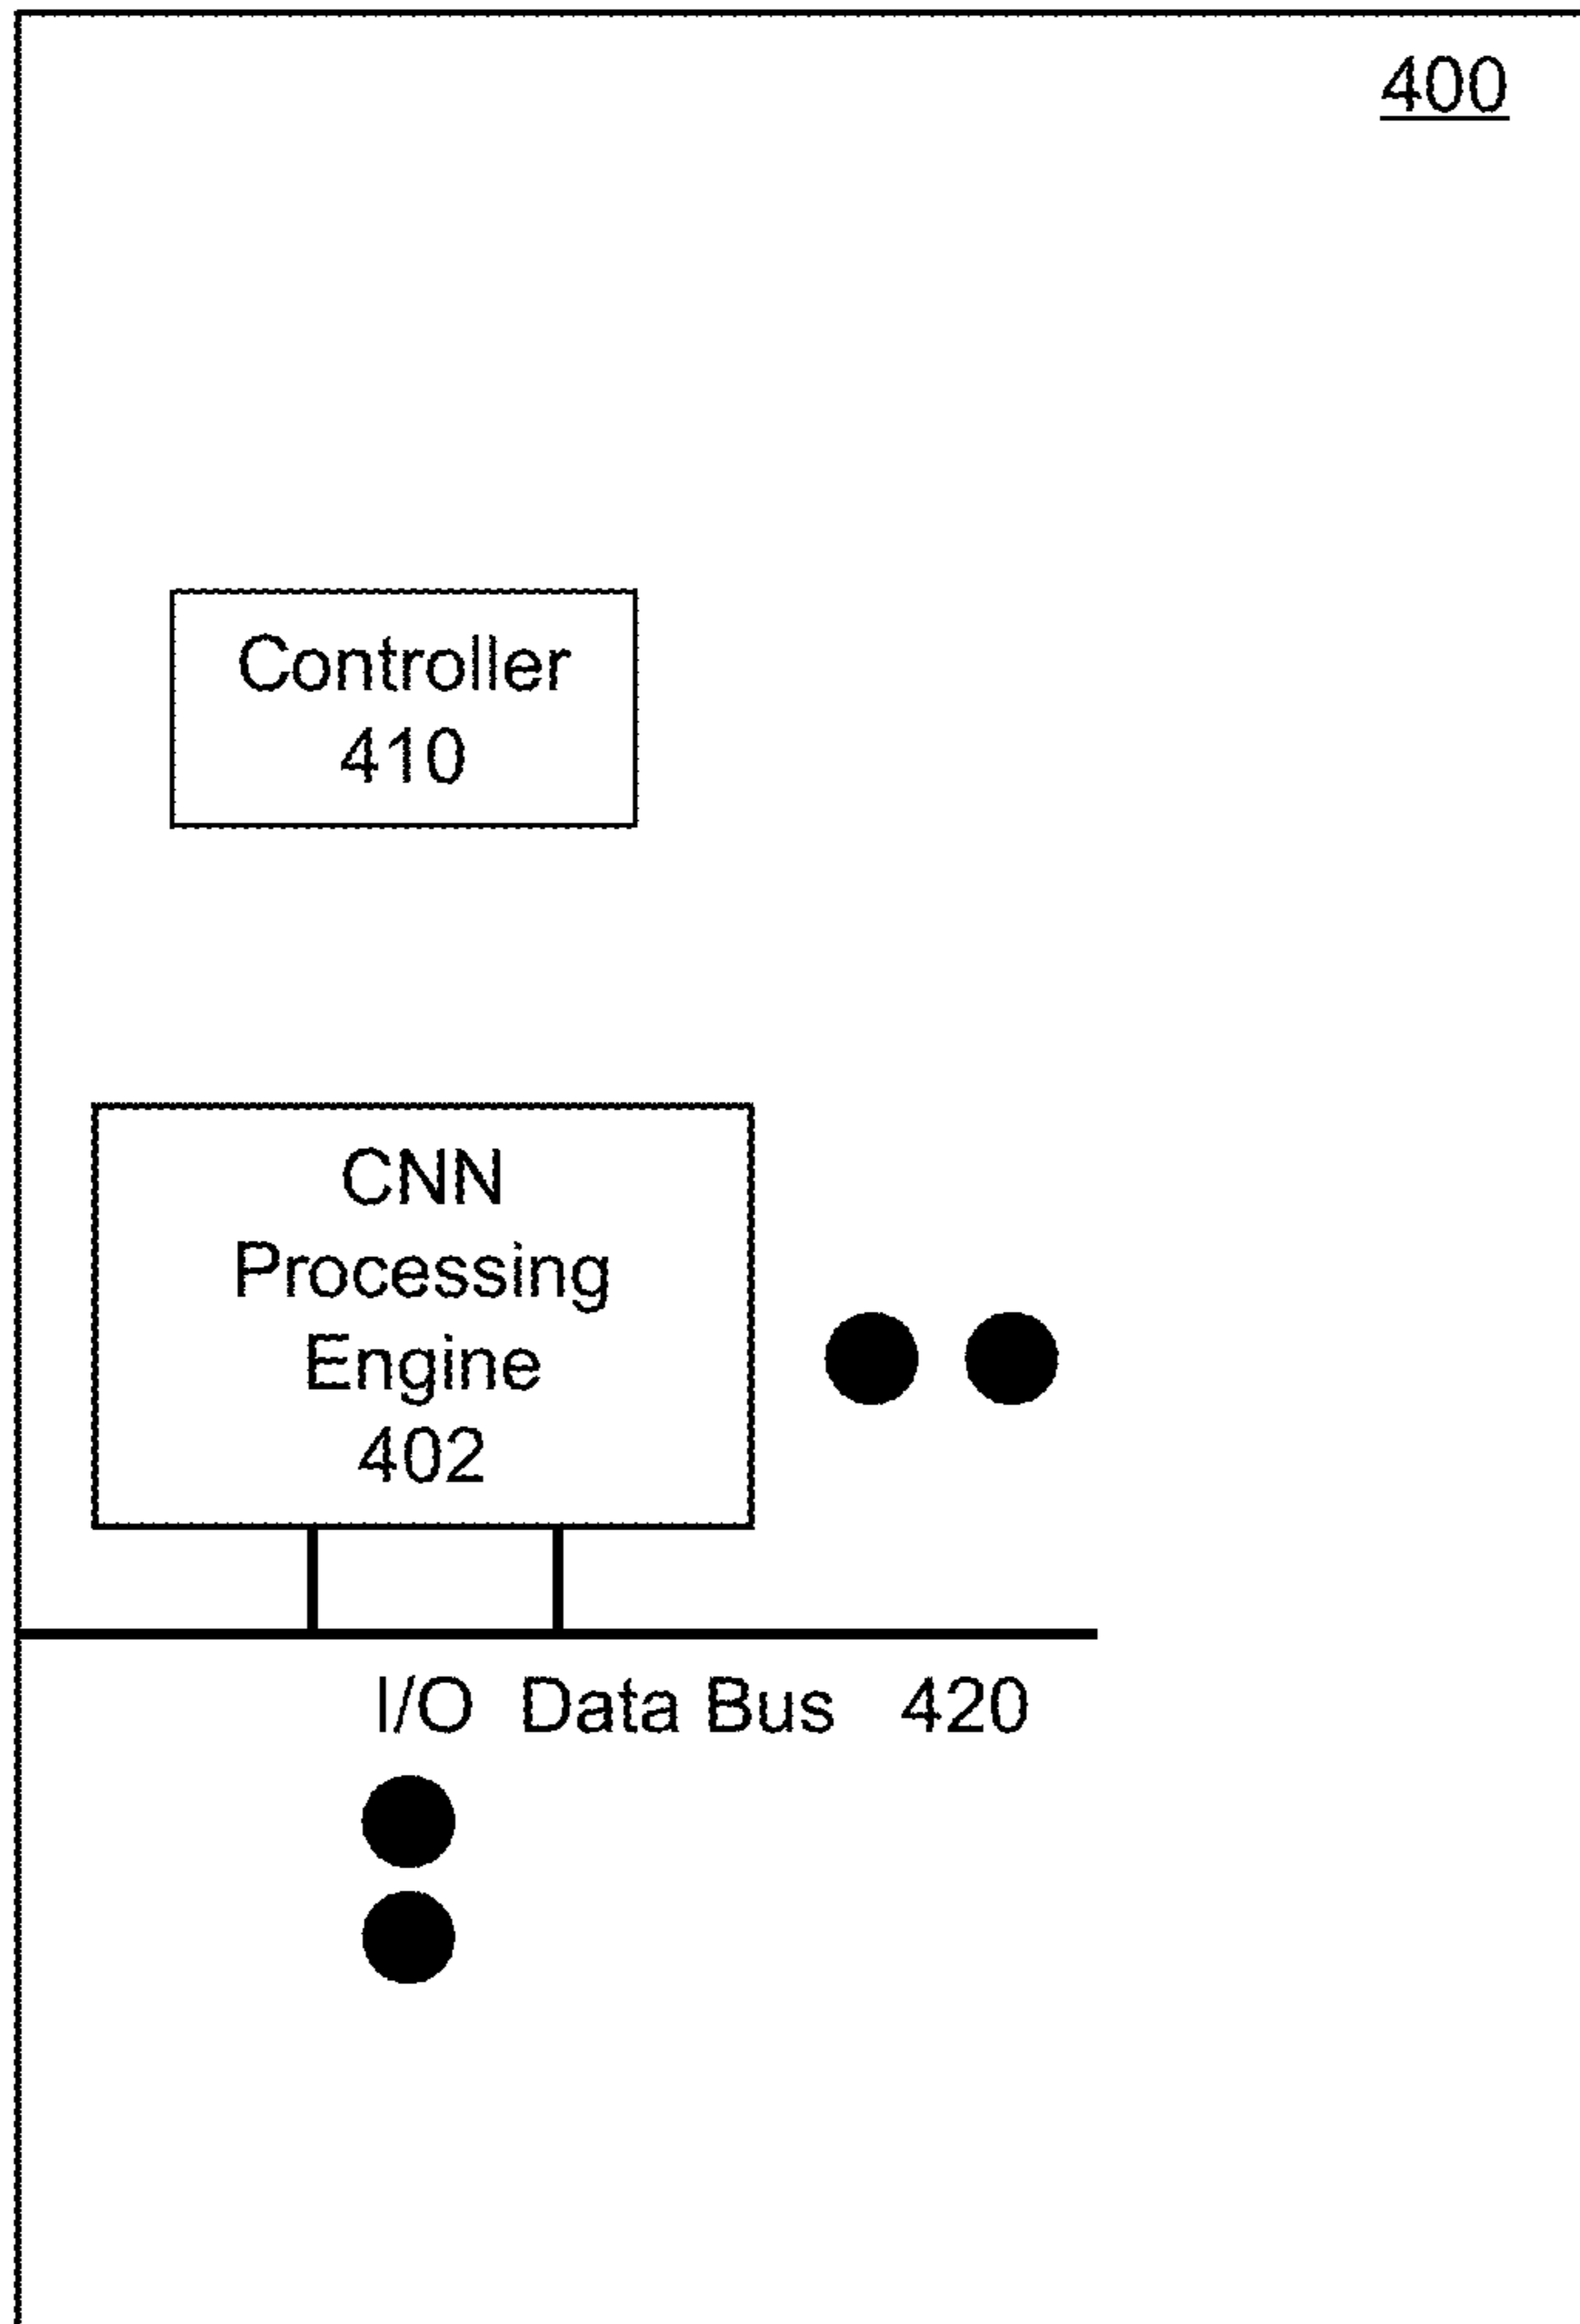 400
Controller
410
CNN
Processing
Engine
402
I/O Data Bus 420